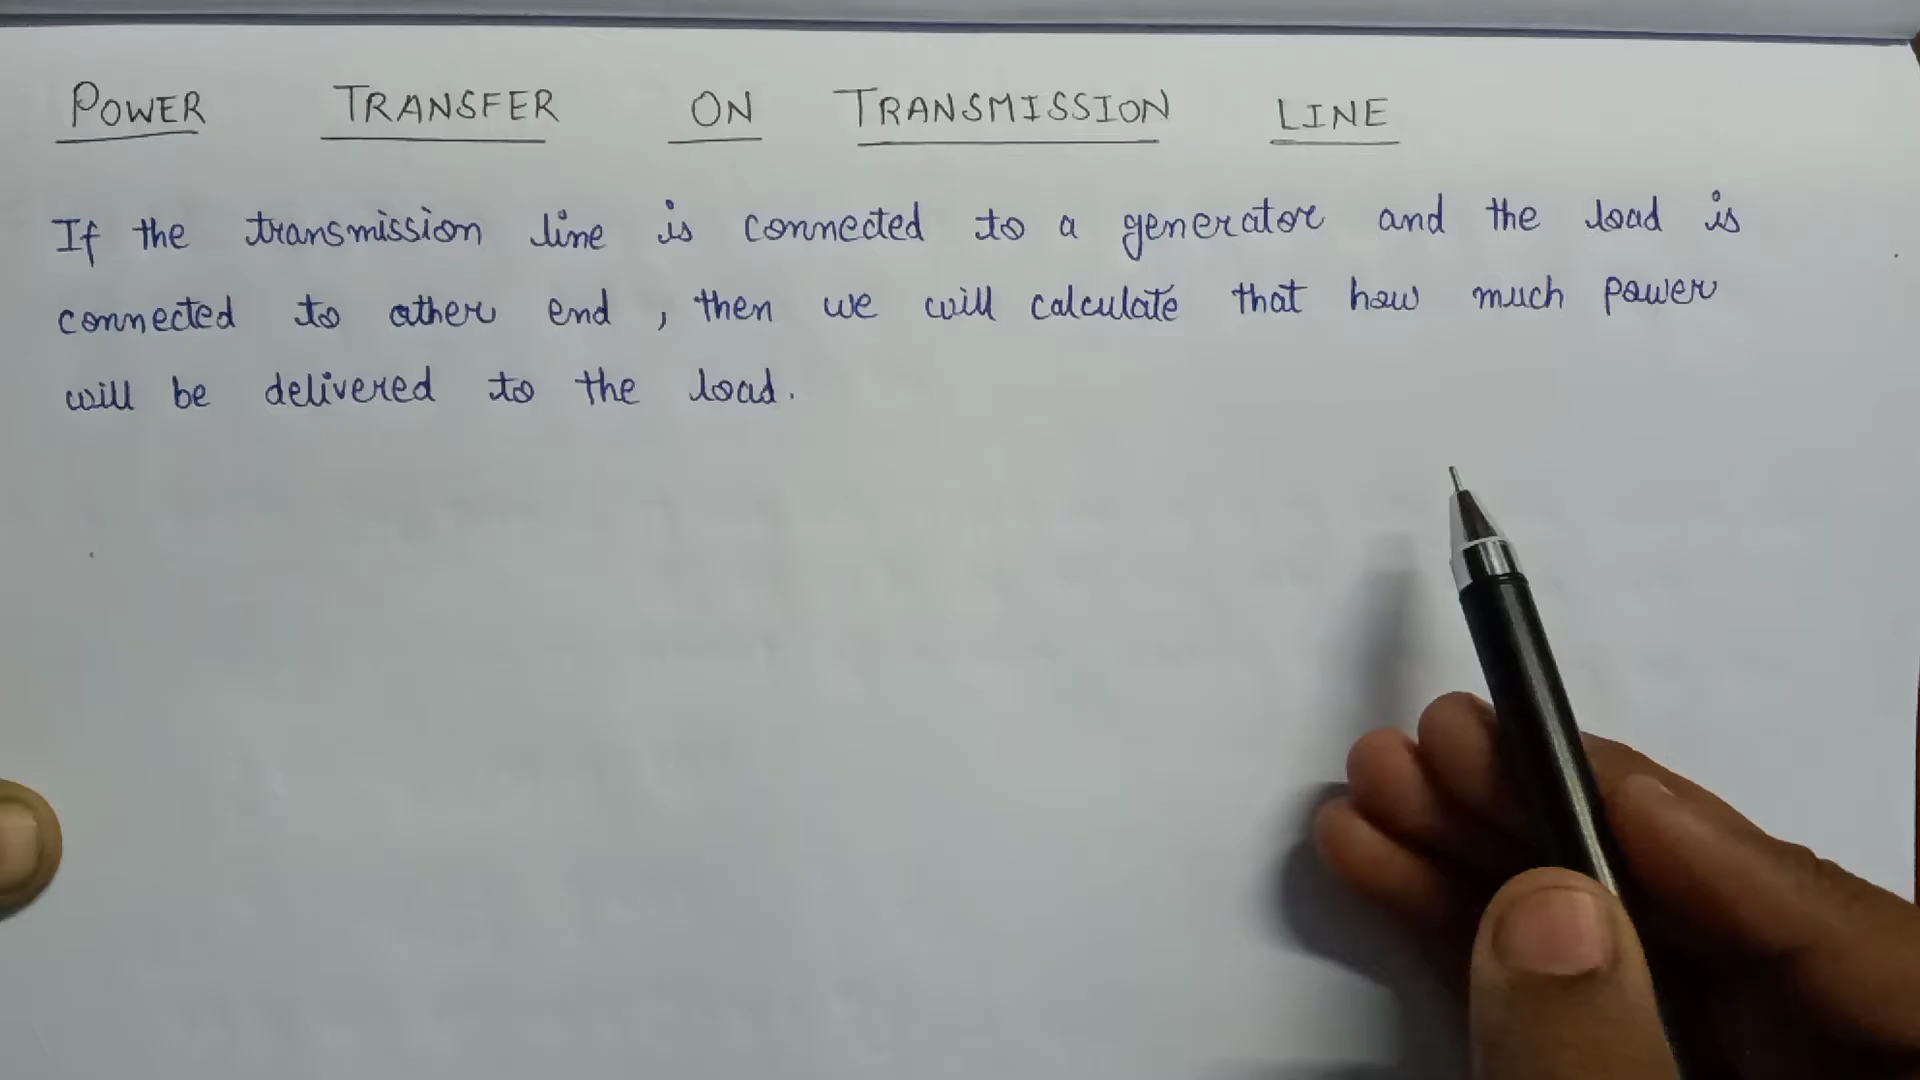 POWER TRANSFER ON TRANSMISSION LINE
If the transmission line is connected to a generator and the load is
connected to other end, then we will calculate that how much power
will be delivered to the load.